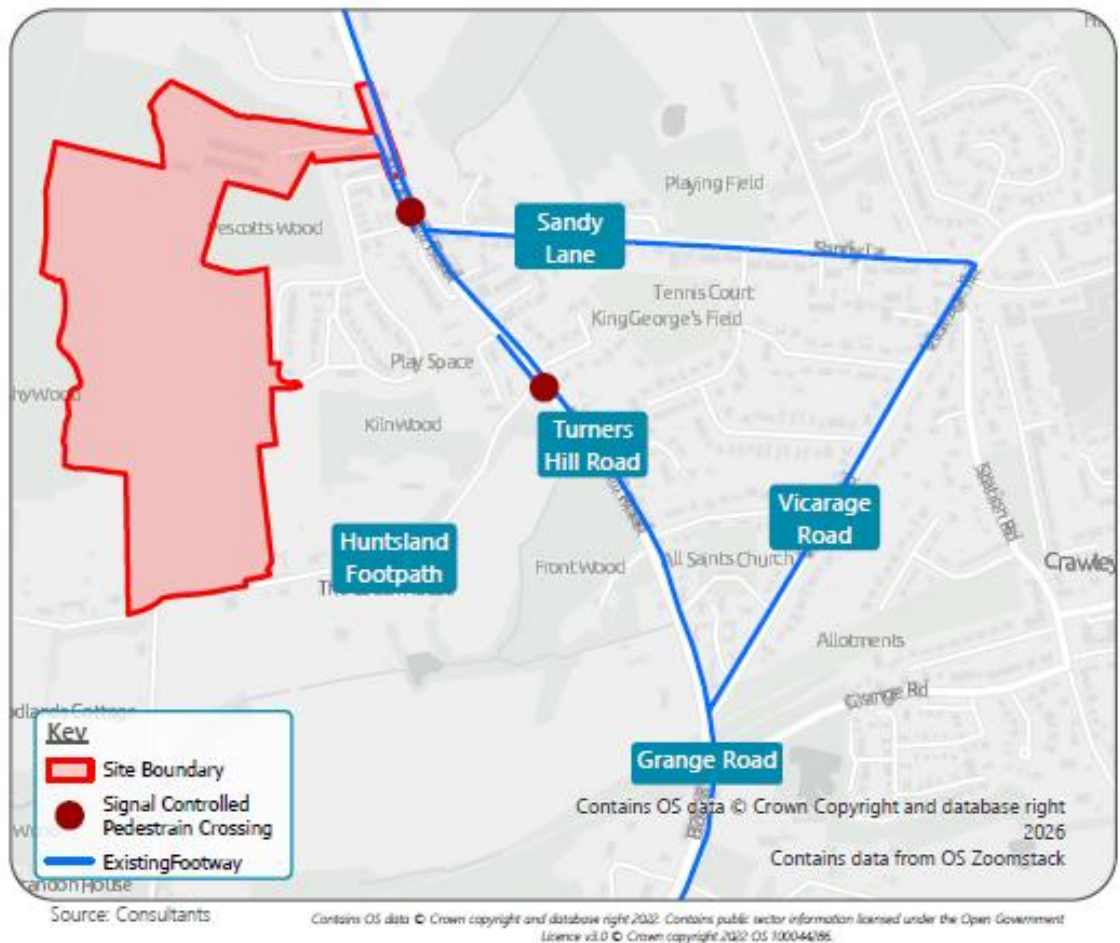 Playing Field
Sandy
Lane
Sandy La
Tennis Court
King George's Field
Play Space
Kiln Wood
Turners
Hill Road
Vicarage
Road
Station Rd
Huntsland
Footpath
Front Wood
All Saints Church
Crawley
Allotments
Grange Rd
Grange Road
Key
Site Boundary
Signal Controlled
Pedestrain Crossing
ExistingFootway
Contains OS data © Crown Copyright and database right
2026
Contains data from OS Zoomstack
Source: Consultants
Contains OS data © Crown copyright and database right 2022. Contains public sector information licensed under the Open Government
Licence v3.0 © Crown copyright 2022 OS 100044286.